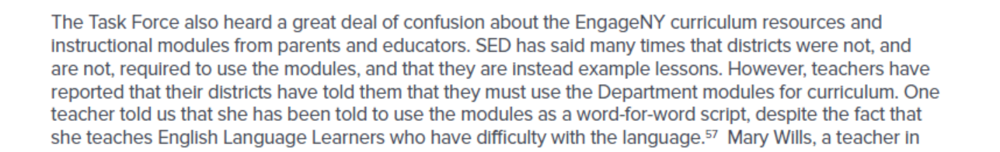 The Task Force also heard a great deal of confusion about the EngageNY curriculum resources and
instructional modules from parents and educators. SED has said many times that districts were not, and
are not, required to use the modules, and that they are instead example lessons. However, teachers have
reported that their districts have told them that they must use the Department modules for curriculum. One
teacher told us that she has been told to use the modules as a word-for-word script, despite the fact that
she teaches English Language Learners who have difficulty with the language.57 Mary Wills, a teacher in